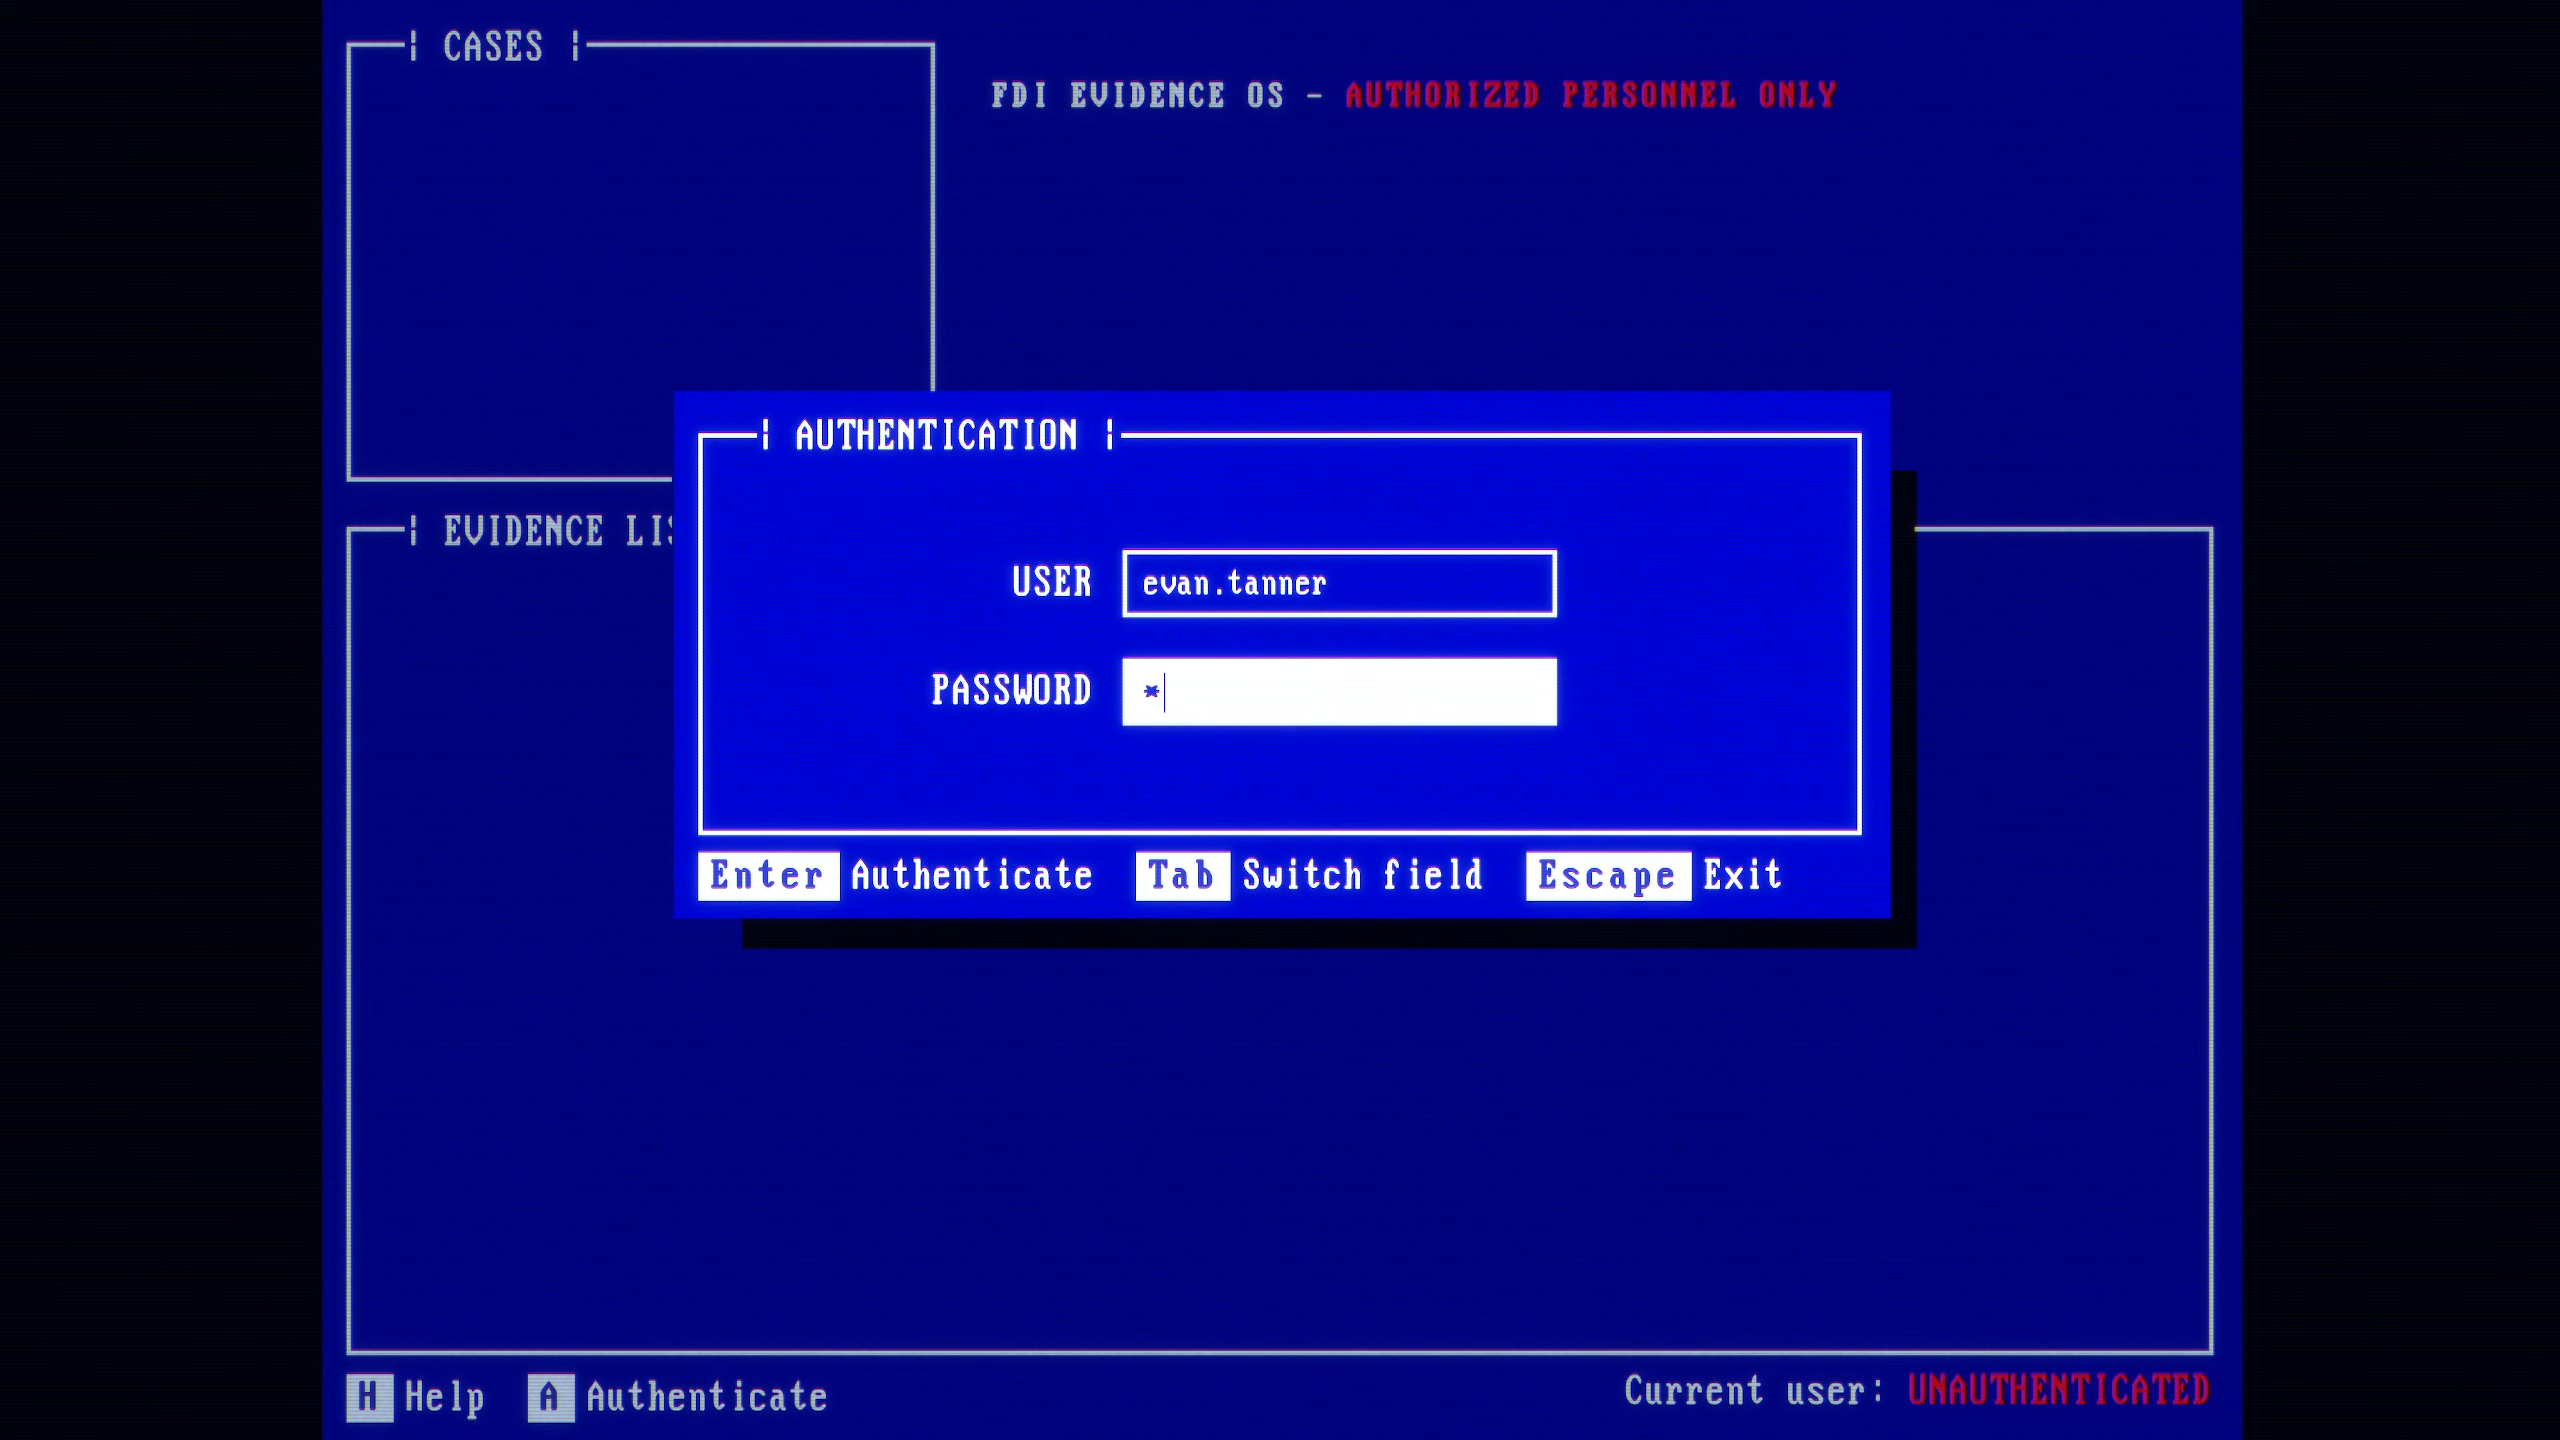 CASES
FDI EVIDENCE OS - AUTHORIZED PERSONNEL ONLY
AUTHENTICATION
EVIDENCE LIS
USER evan.tanner
PASSWORD *
Enter Authenticate Tab Switch field Escape Exit
H Help A Authenticate Current user: UNAUTHENTICATED